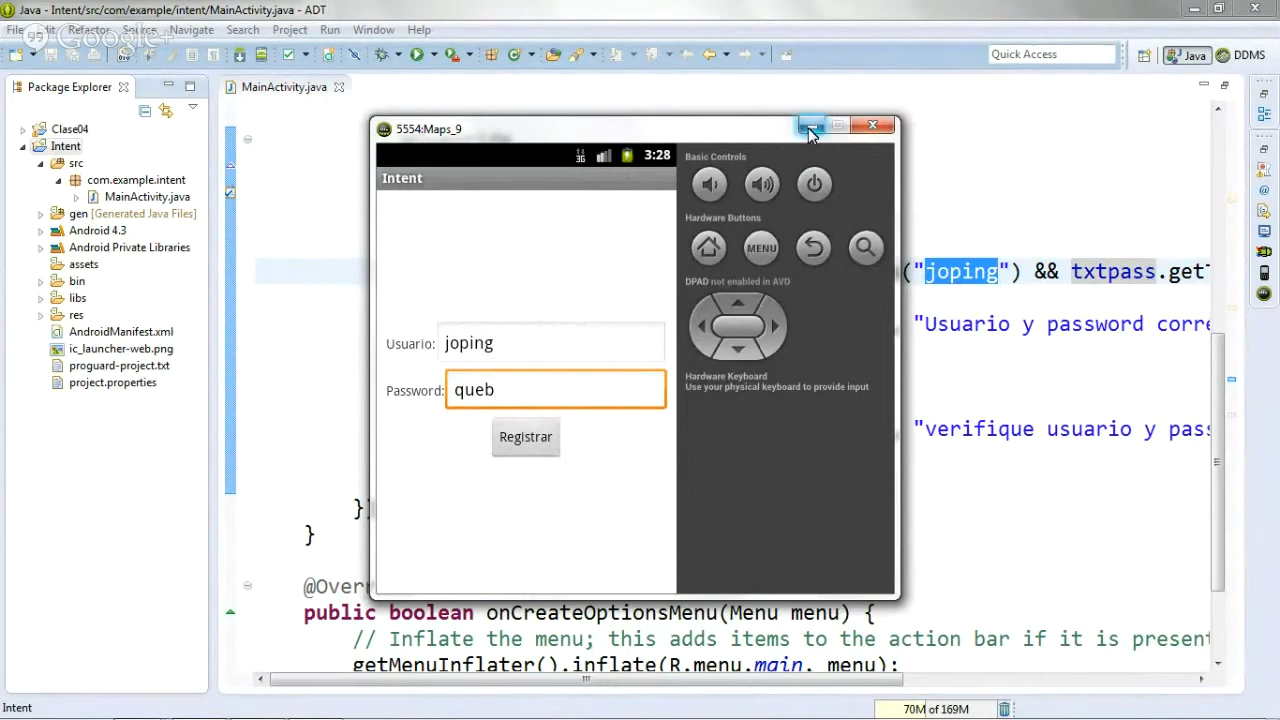 Java - Intent/src/com/example/intent/MainActivity.java - ADT
File Edit Refactor Source Navigate Search Project Run Window Help
Google+
Quick Access
Java
DDMS
Package Explorer
MainActivity.java
Clase04
Intent
src
com.example.intent
MainActivity.java
gen [Generated Java Files]
Android 4.3
Android Private Libraries
assets
bin
libs
res
AndroidManifest.xml
ic_launcher-web.png
proguard-project.txt
project.properties
5554:Maps_9
3G
3:28
Intent
Usuario: joping
Password: queb
Registrar
Basic Controls
Hardware Buttons
MENU
DPAD not enabled in AVD
Hardware Keyboard
Use your physical keyboard to provide input
("joping") && txtpass.get
"Usuario y password corre
"verifique usuario y pas
})
}
@Over
public boolean onCreateOptionsMenu(Menu menu) {
// Inflate the menu; this adds items to the action bar if it is present
getMenuInflater().inflate(R.menu.main, menu);
Intent
70M of 169M